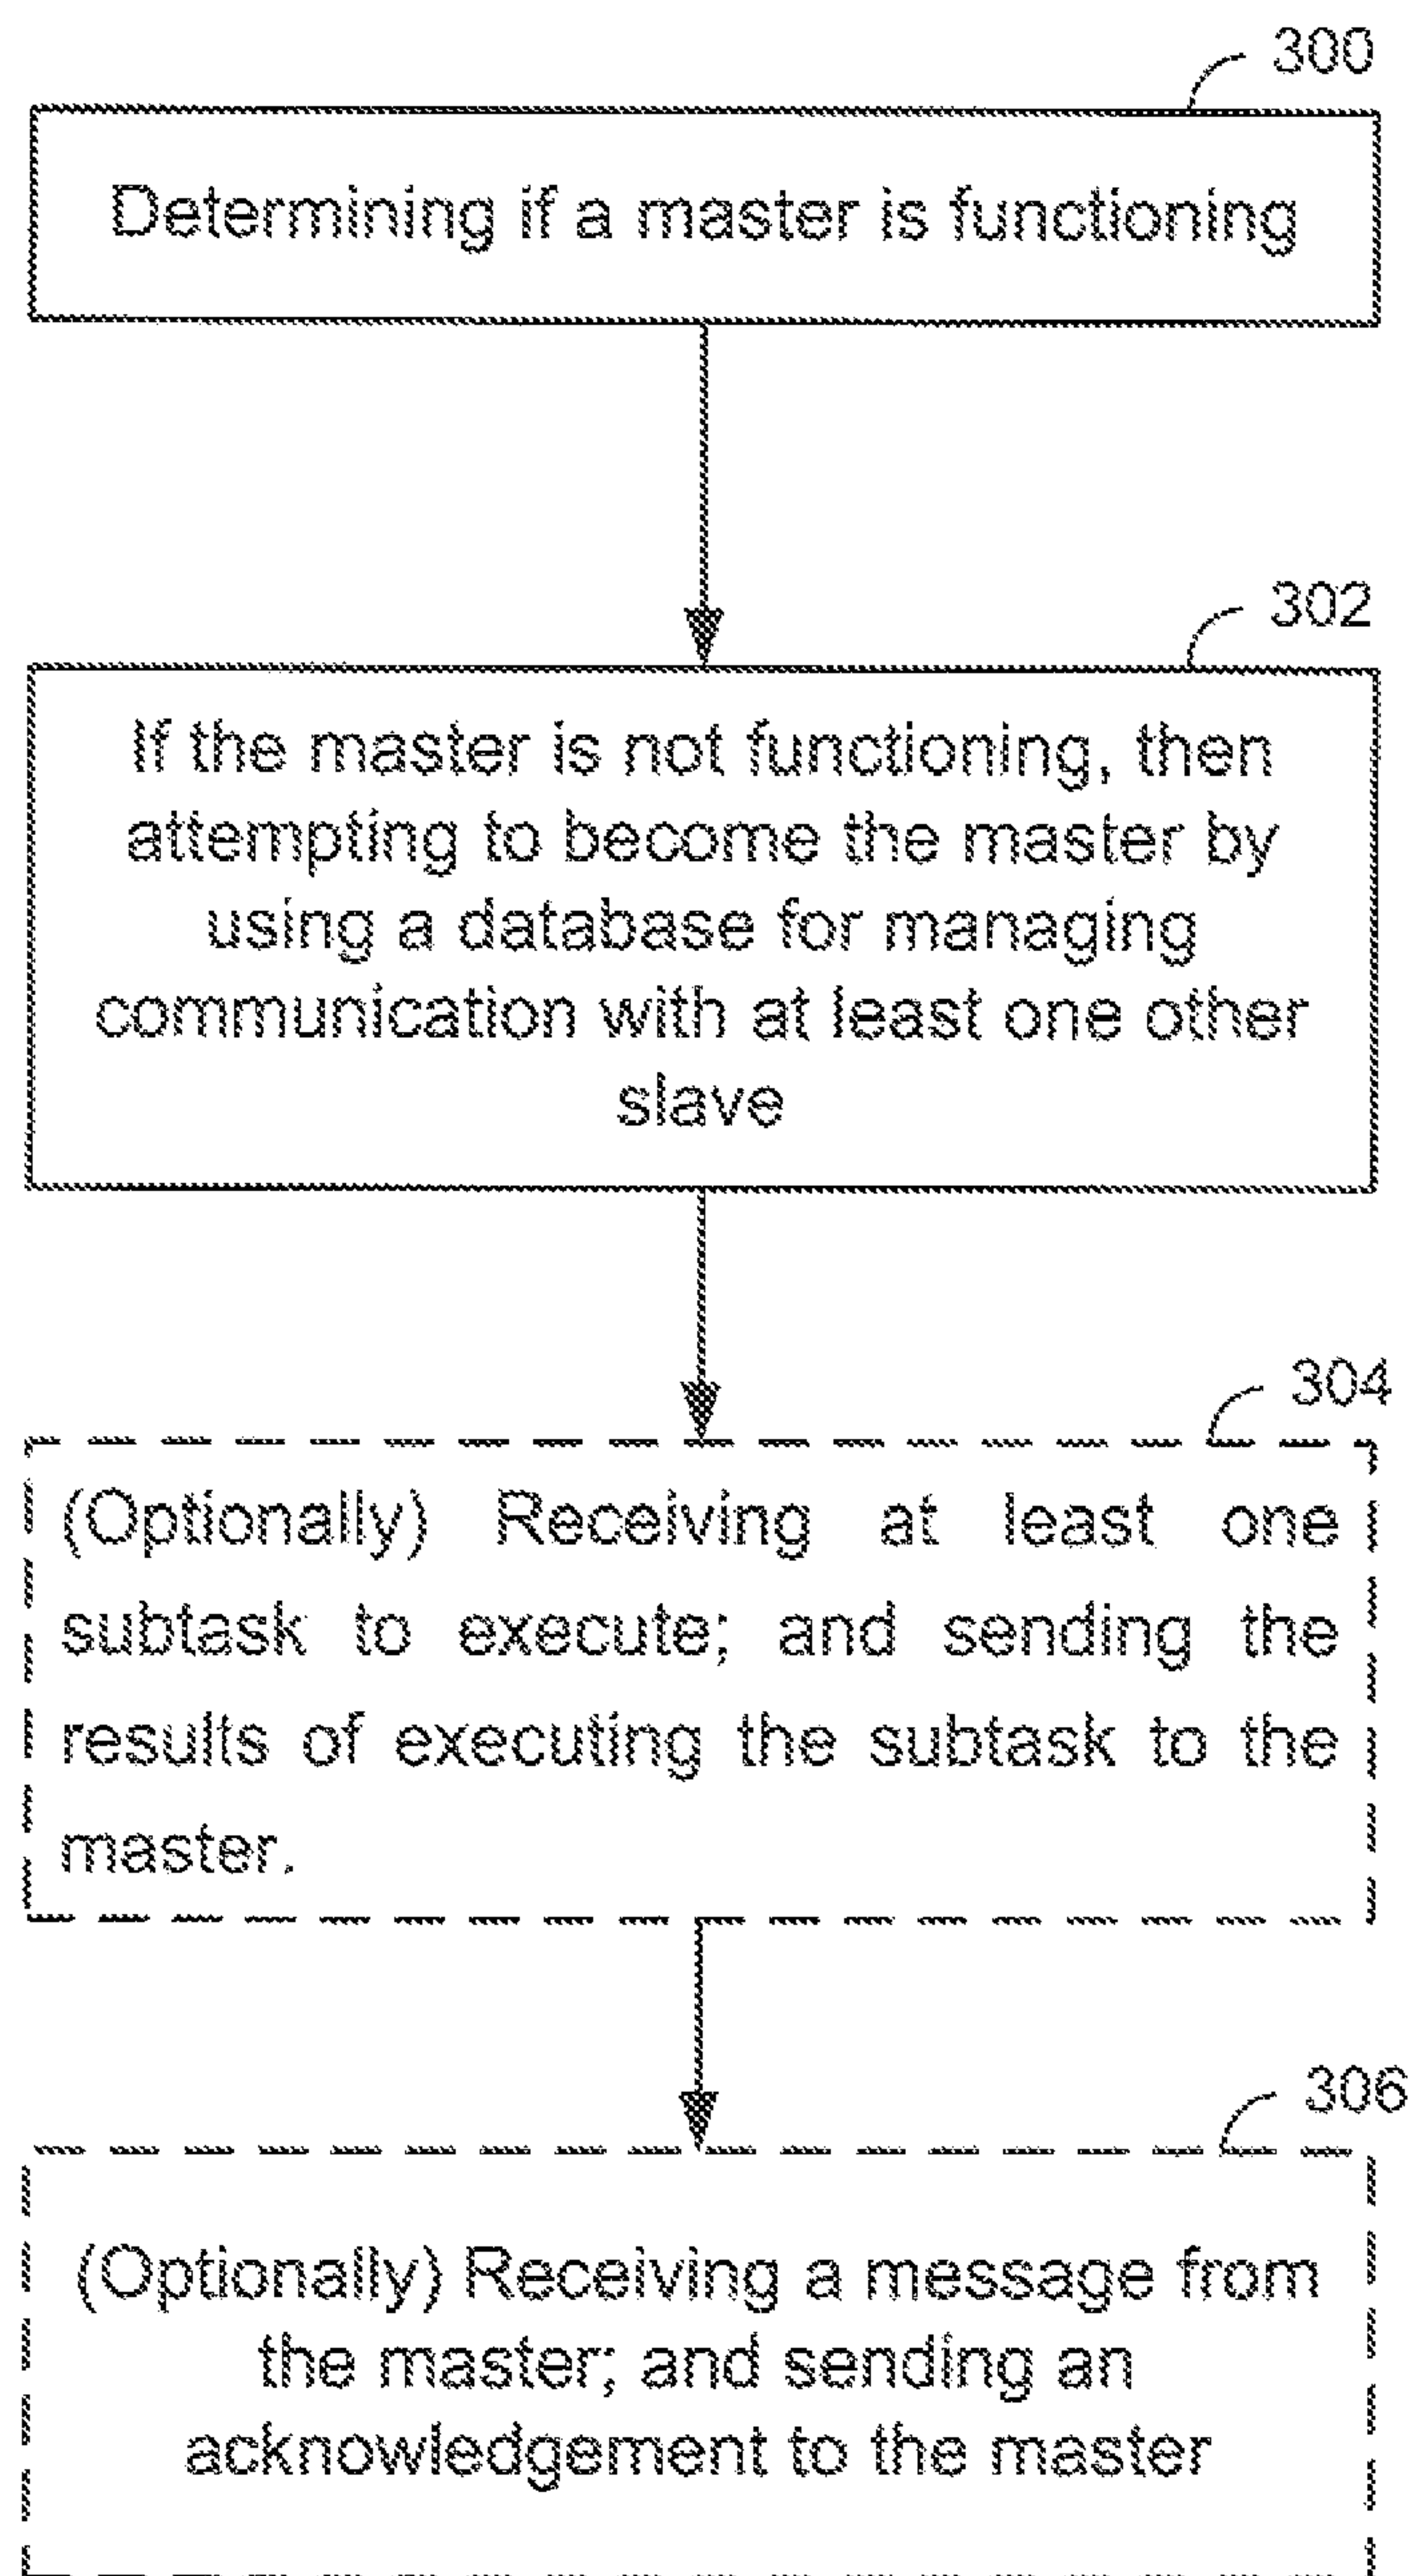 300
Determining if a master is functioning
302
If the master is not functioning, then
attempting to become the master by
using a database for managing
communication with at least one other
slave
304
(Optionally) Receiving at least one
subtask to execute; and sending the
results of executing the subtask to the
master.
306
(Optionally) Receiving a message from
the master; and sending an
acknowledgement to the master